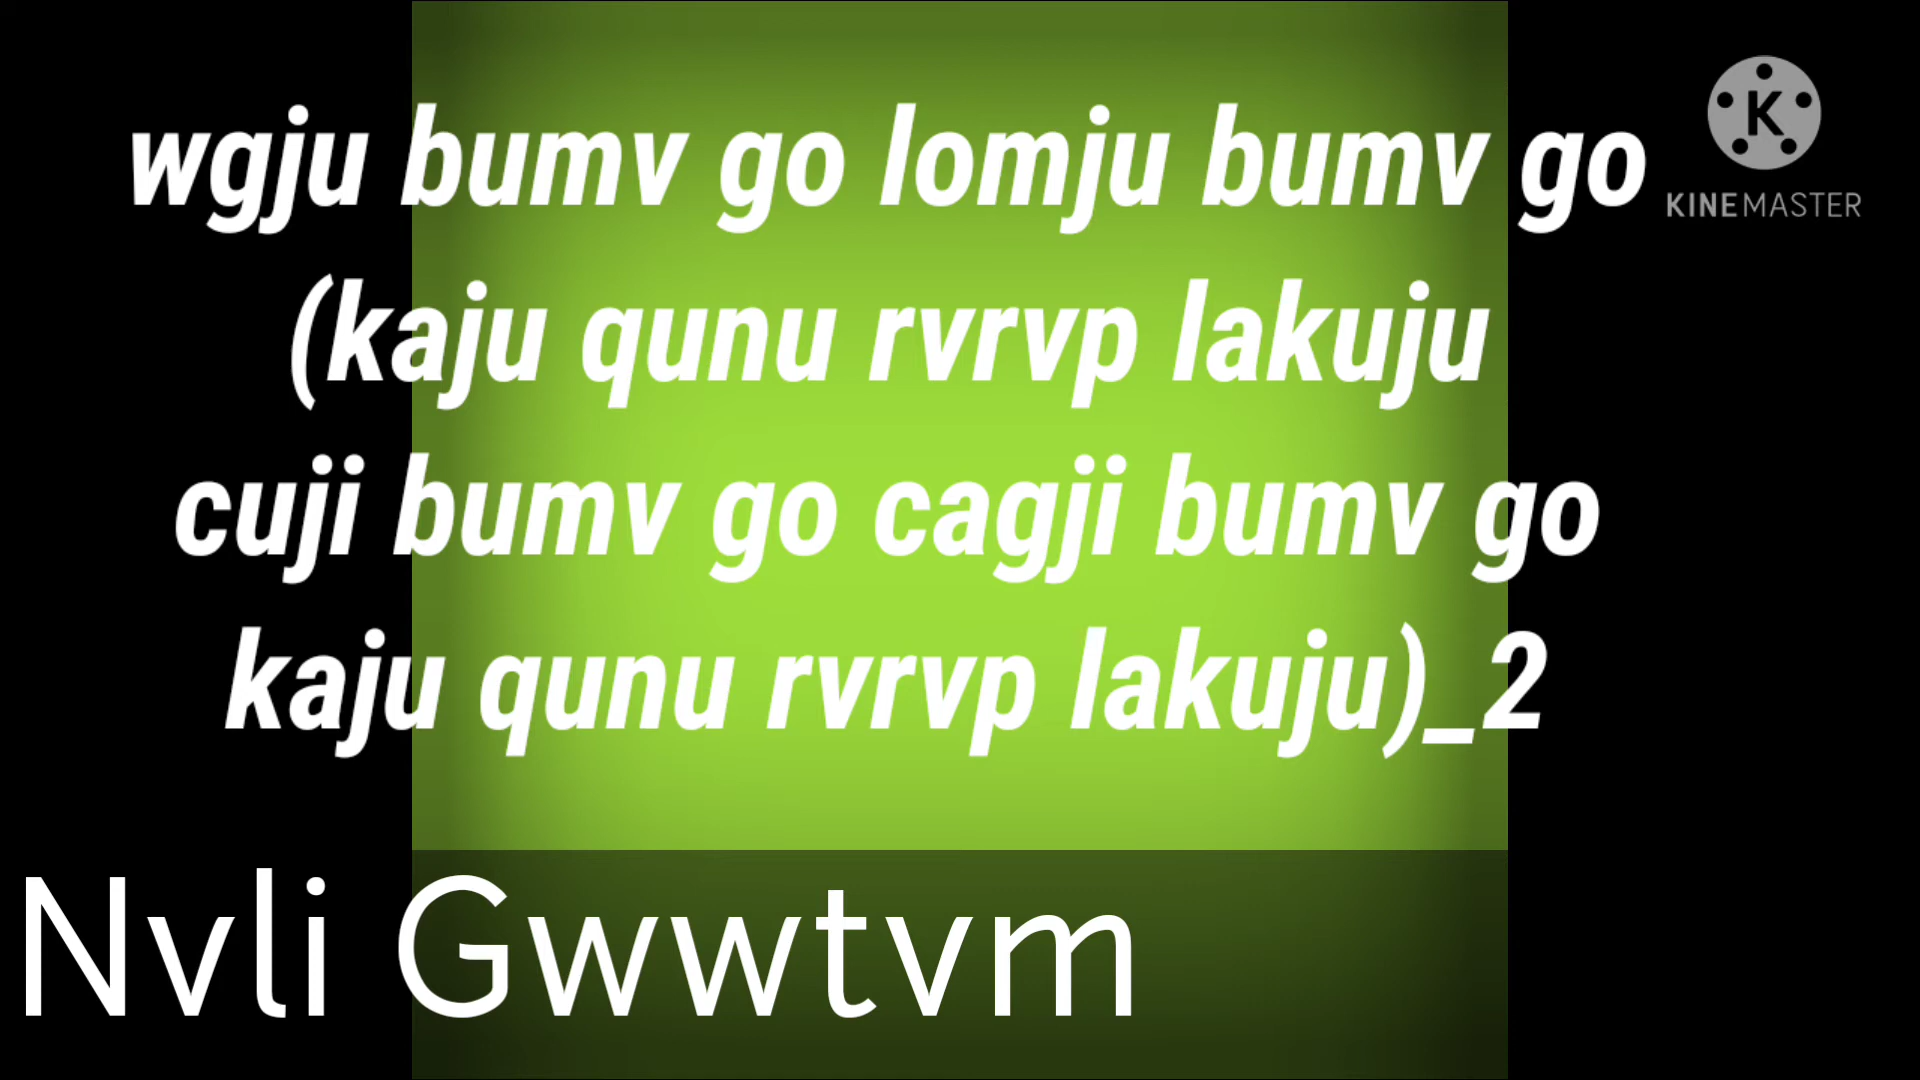 wgju bumv go lomju bumv go
(kaju qunu rvrvp lakuju
cuji bumv go cagji bumv go
kaju qunu rvrvp lakuju)_2
K
KINEMASTER
Nvli Gwwtvm